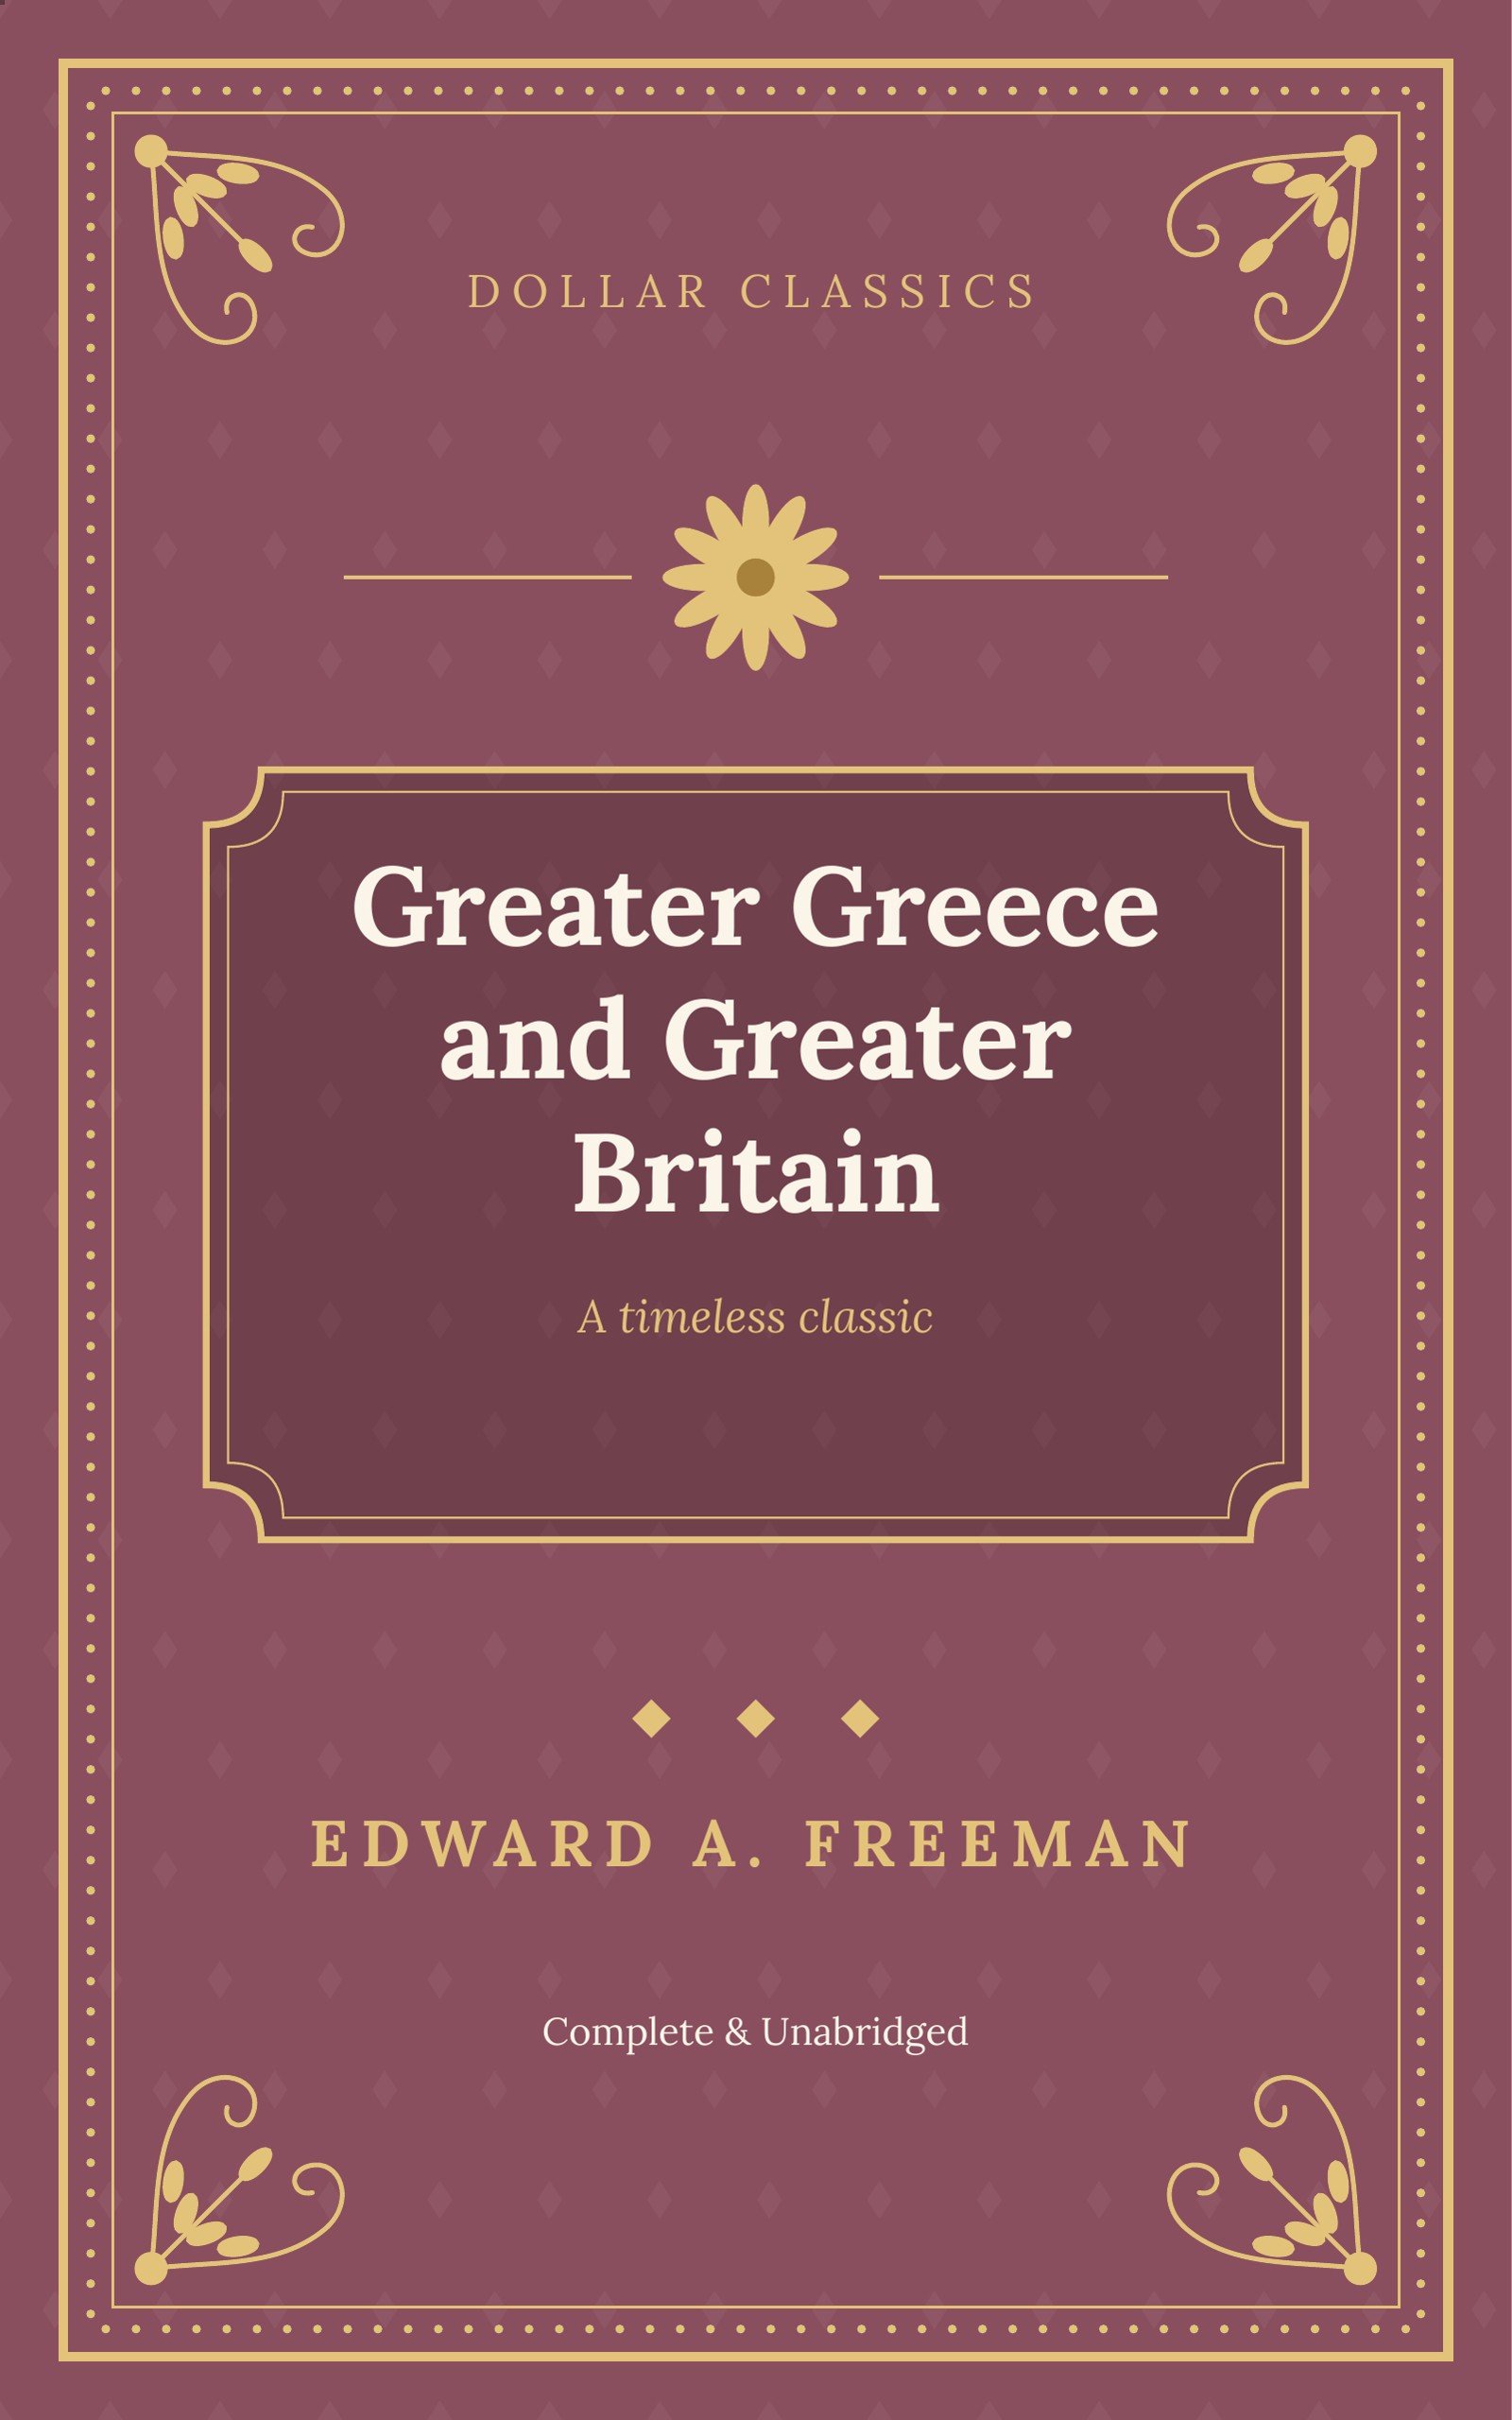 DOLLAR CLASSICS
Greater Greece
and Greater
Britain
A timeless classic
EDWARD A. FREEMAN
Complete & Unabridged